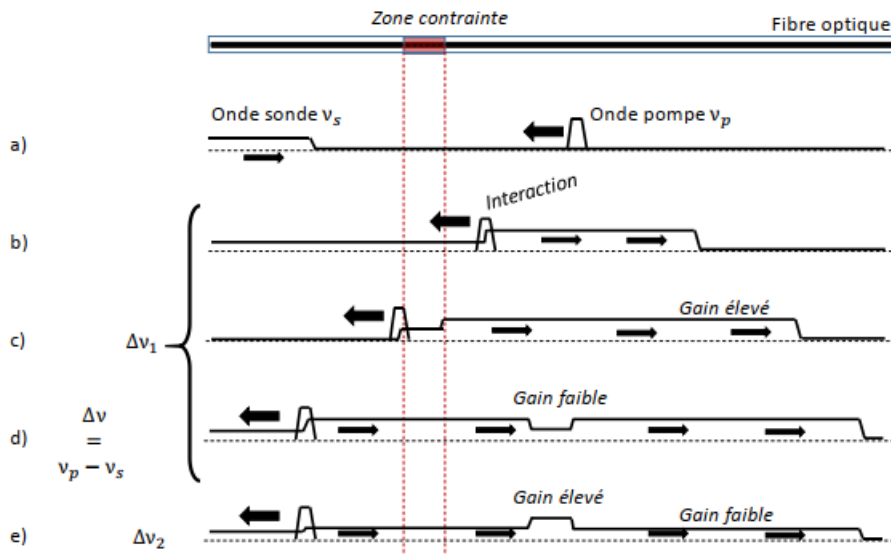 Zone contrainte
Fibre optique
a)
Onde sonde νₛ
Onde pompe νₚ
b)
Interaction
c)
Δν₁
Gain élevé
d)
Δν
=
νₚ − νₛ
Gain faible
e)
Δν₂
Gain élevé
Gain faible